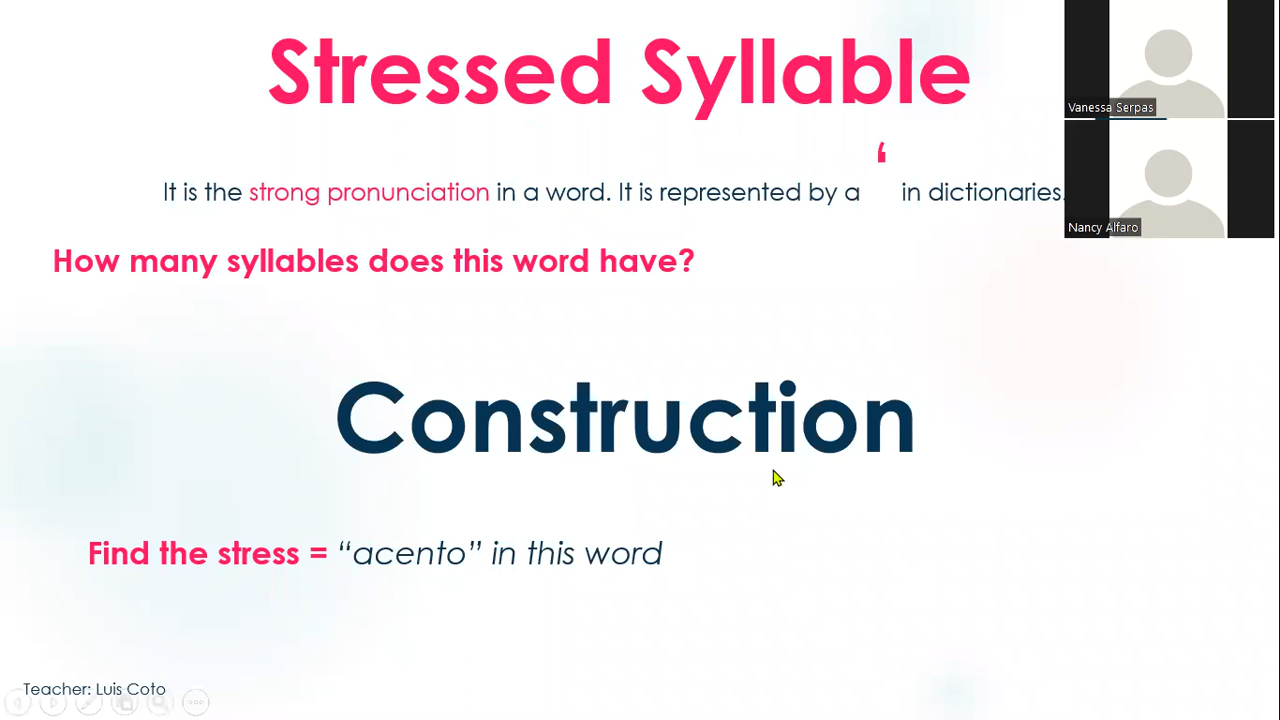 Stressed Syllable
It is the strong pronunciation in a word. It is represented by a ‘ in dictionaries.
How many syllables does this word have?
Construction
Find the stress = “acento” in this word
Teacher: Luis Coto
Vanessa Serpas
Nancy Alfaro